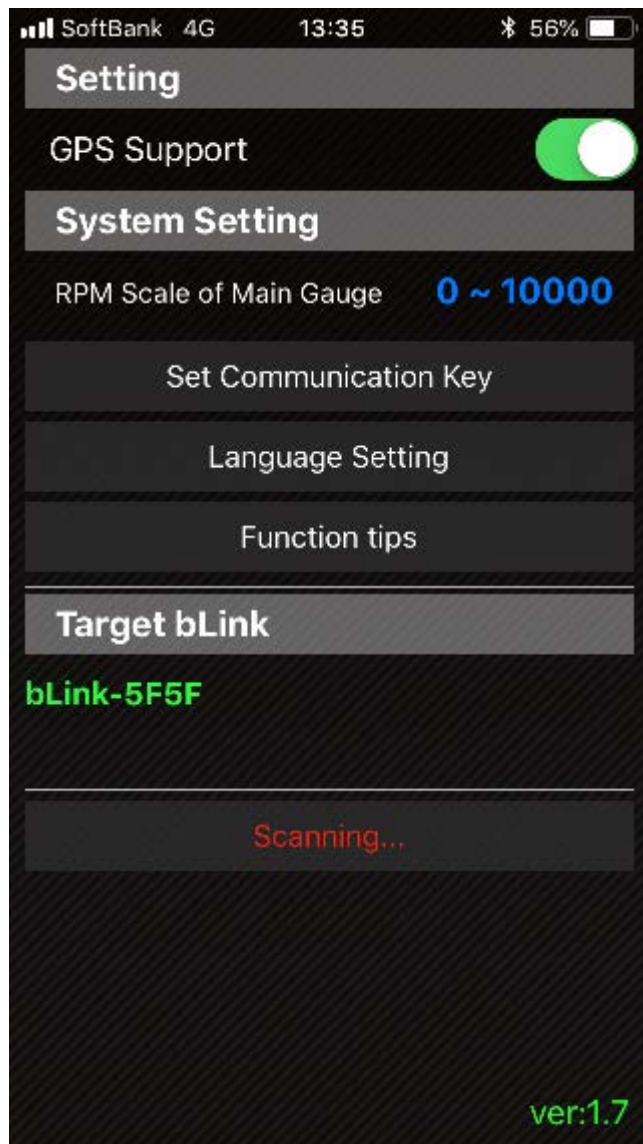 SoftBank 4G 13:35 56%
Setting
GPS Support
System Setting
RPM Scale of Main Gauge 0 ~ 10000
Set Communication Key
Language Setting
Function tips
Target bLink
bLink-5F5F
Scanning...
ver:1.7